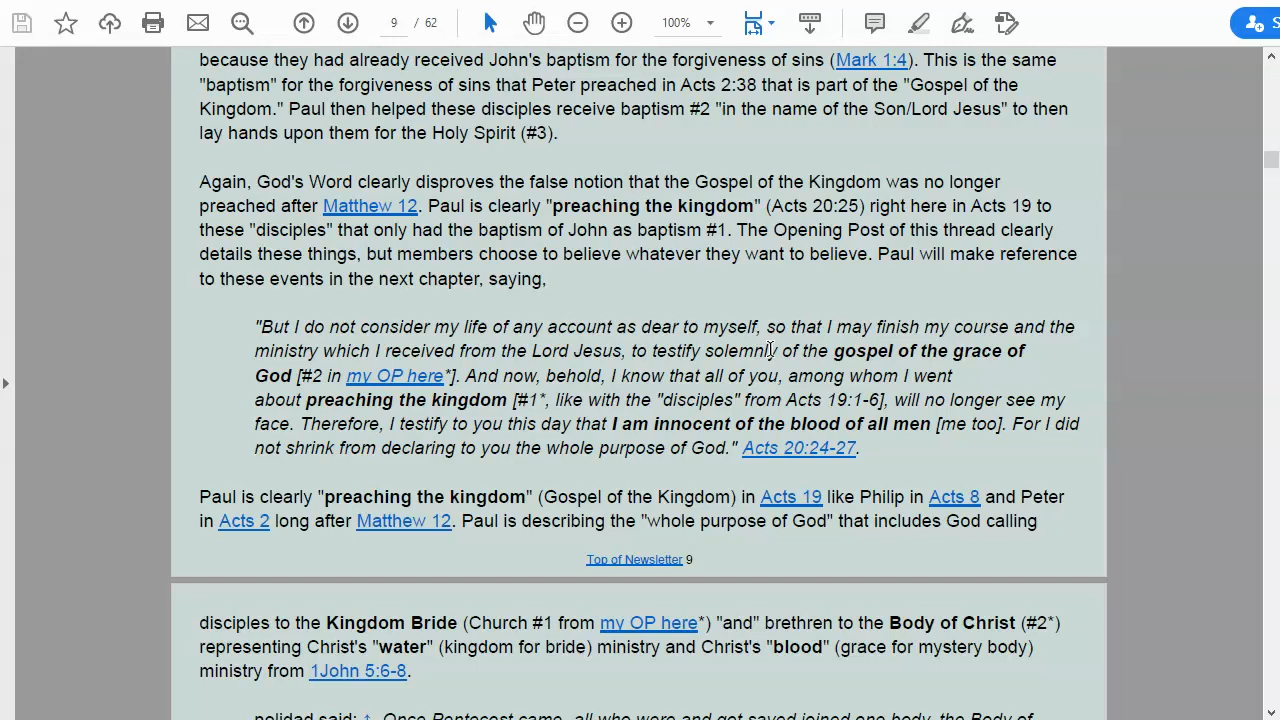 9 / 62
100%
S
because they had already received John's baptism for the forgiveness of sins (Mark 1:4). This is the same
"baptism" for the forgiveness of sins that Peter preached in Acts 2:38 that is part of the "Gospel of the
Kingdom." Paul then helped these disciples receive baptism #2 "in the name of the Son/Lord Jesus" to then
lay hands upon them for the Holy Spirit (#3).
Again, God's Word clearly disproves the false notion that the Gospel of the Kingdom was no longer
preached after Matthew 12. Paul is clearly "preaching the kingdom" (Acts 20:25) right here in Acts 19 to
these "disciples" that only had the baptism of John as baptism #1. The Opening Post of this thread clearly
details these things, but members choose to believe whatever they want to believe. Paul will make reference
to these events in the next chapter, saying,
"But I do not consider my life of any account as dear to myself, so that I may finish my course and the
ministry which I received from the Lord Jesus, to testify solemnly of the gospel of the grace of
God [#2 in my OP here*]. And now, behold, I know that all of you, among whom I went
about preaching the kingdom [#1*, like with the "disciples" from Acts 19:1-6], will no longer see my
face. Therefore, I testify to you this day that I am innocent of the blood of all men [me too]. For I did
not shrink from declaring to you the whole purpose of God." Acts 20:24-27.
Paul is clearly "preaching the kingdom" (Gospel of the Kingdom) in Acts 19 like Philip in Acts 8 and Peter
in Acts 2 long after Matthew 12. Paul is describing the "whole purpose of God" that includes God calling
Top of Newsletter 9
disciples to the Kingdom Bride (Church #1 from my OP here*) "and" brethren to the Body of Christ (#2*)
representing Christ's "water" (kingdom for bride) ministry and Christ's "blood" (grace for mystery body)
ministry from 1John 5:6-8.
nolidad said: ↑ Once Pentecost came, all who were and got saved joined one body, the Body of